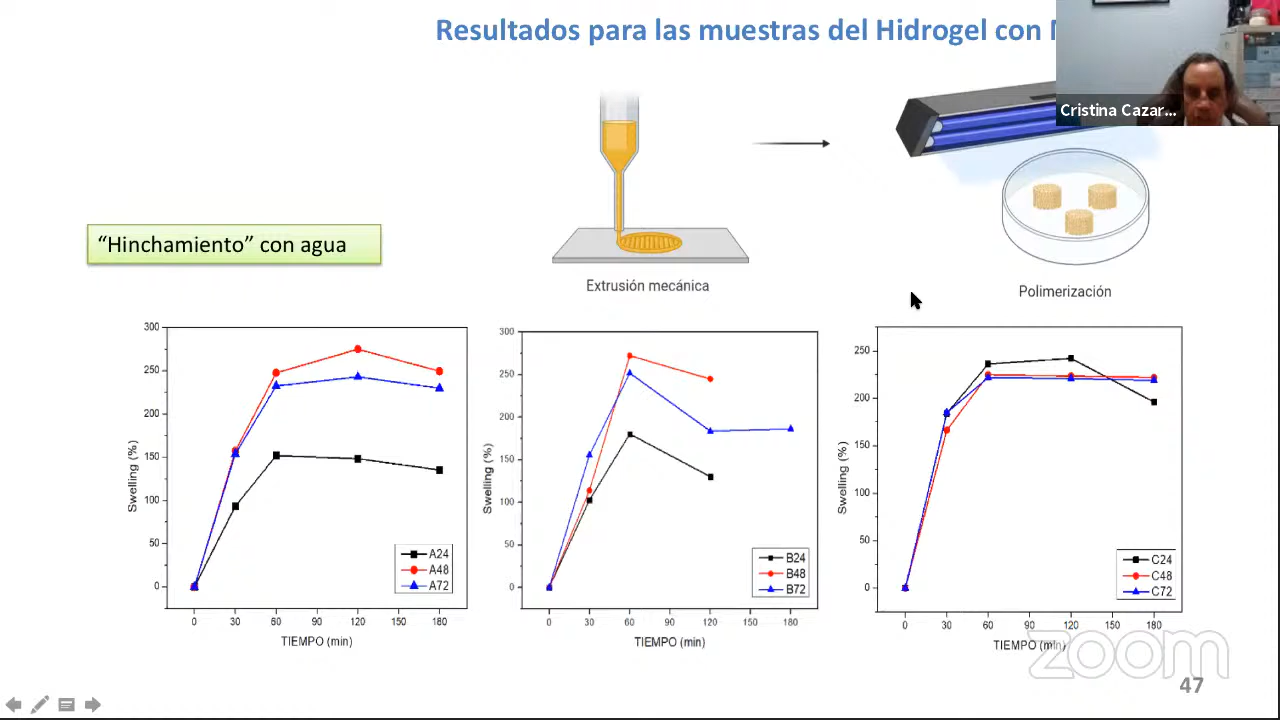 Resultados para las muestras del Hidrogel con
Cristina Cazar...
Extrusión mecánica
Polimerización
“Hinchamiento” con agua
300
250
200
150
100
50
0
Swelling (%)
0 30 60 90 120 150 180
TIEMPO (min)
A24
A48
A72
300
250
200
150
100
50
0
Swelling (%)
0 30 60 90 120 150 180
TIEMPO (min)
B24
B48
B72
250
200
150
100
50
0
Swelling (%)
0 30 60 90 120 150 180
TIEMPO (min)
C24
C48
C72
zoom
47